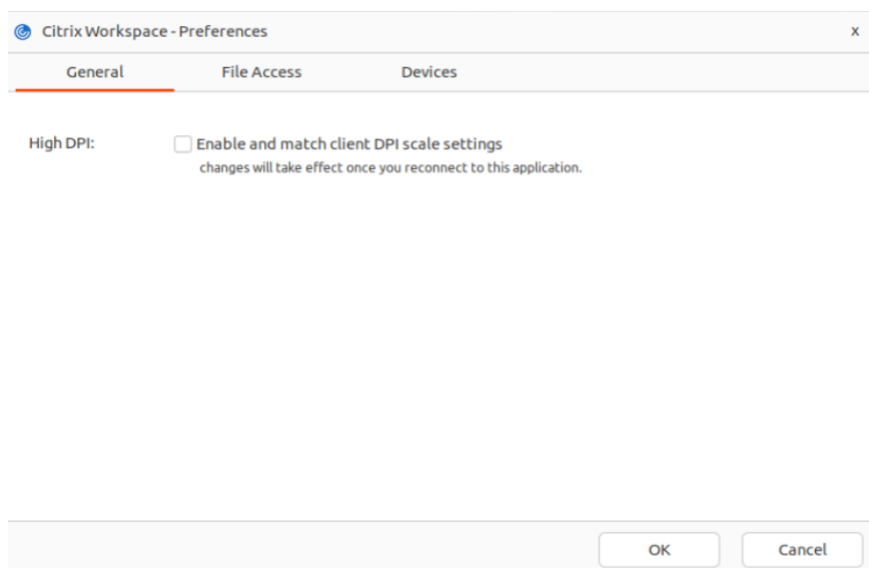 Citrix Workspace - Preferences x
General File Access Devices
High DPI: Enable and match client DPI scale settings
changes will take effect once you reconnect to this application.
OK Cancel